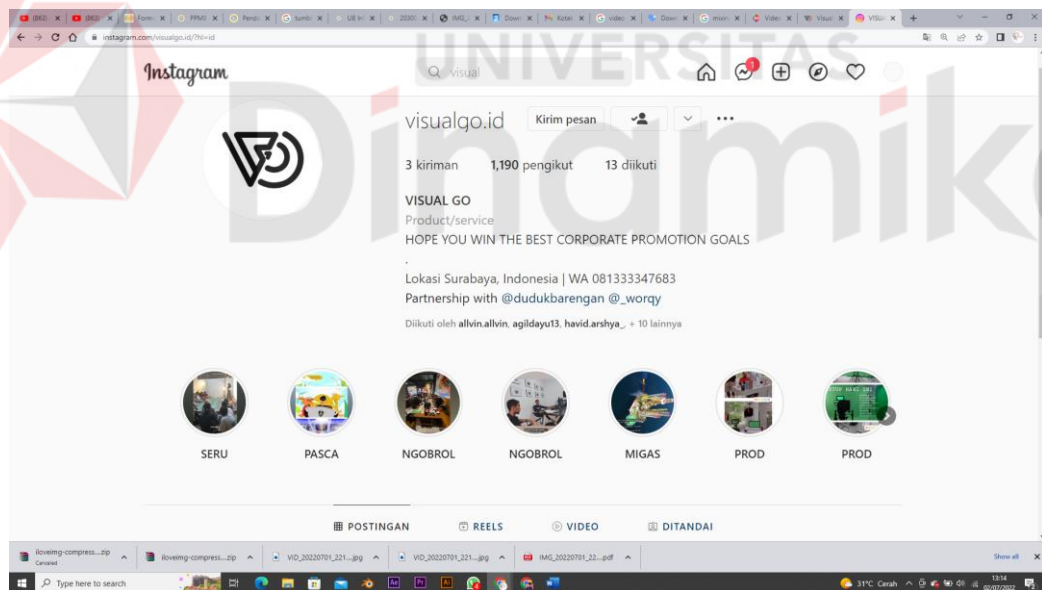 instagram.com/visualgo.id/?hl=id
UNIVERSITAS
Dinamika
Instagram
visual
1
visualgo.id Kirim pesan
3 kiriman 1,190 pengikut 13 diikuti
VISUAL GO
Product/service
HOPE YOU WIN THE BEST CORPORATE PROMOTION GOALS
.
Lokasi Surabaya, Indonesia | WA 081333347683
Partnership with @dudukbarengan @_worqy
Diikuti oleh allvin.allvin, agildayu13, havid.arshya_, + 10 lainnya
SERU PASCA NGOBROL NGOBROL MIGAS PROD PROD
POSTINGAN REELS VIDEO DITANDAI
iloveimg-compress....zip
Canceled
iloveimg-compress....zip VID_20220701_221....jpg VID_20220701_221....jpg IMG_20220701_22....pdf Show all
Type here to search Ae Pr Ai 31°C Cerah 13:14
02/07/2022